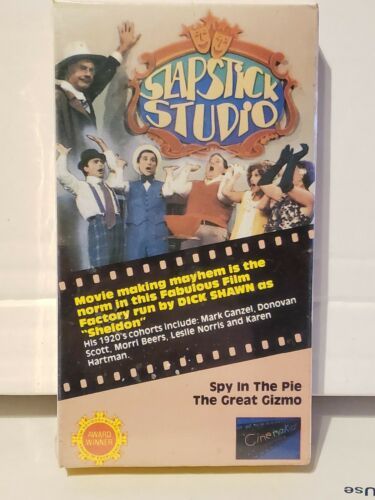 SLAPSTICK
STUDIO
Movie making mayhem is the
norm in this Fabulous Film
Factory run by DICK SHAWN as
"Sheldon"
His 1920's cohorts include: Mark Ganzel, Donovan
Scott, Morri Beers, Leslie Norris and Karen
Hartman.
Spy In The Pie
The Great Gizmo
AWARD
WINNER
Cinemakid
Use